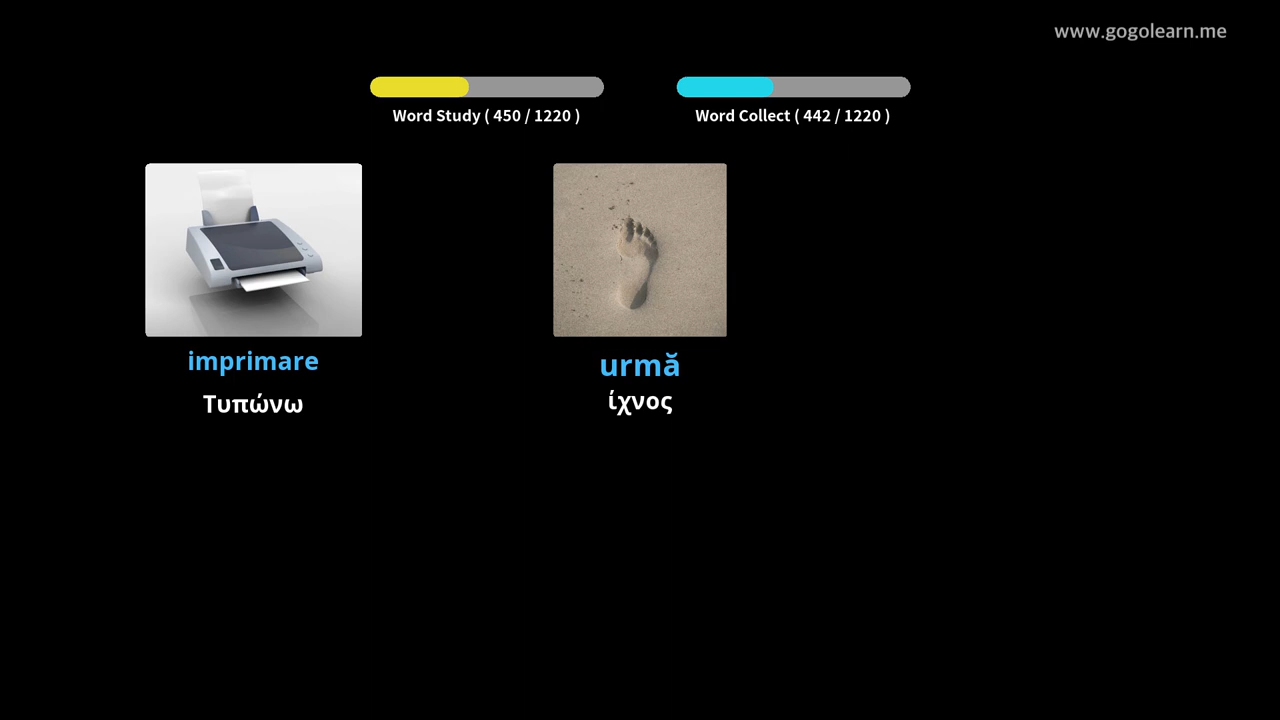 www.gogolearn.me
Word Study ( 450 / 1220 )
Word Collect ( 442 / 1220 )
imprimare
Τυπώνω
urmă
ίχνος